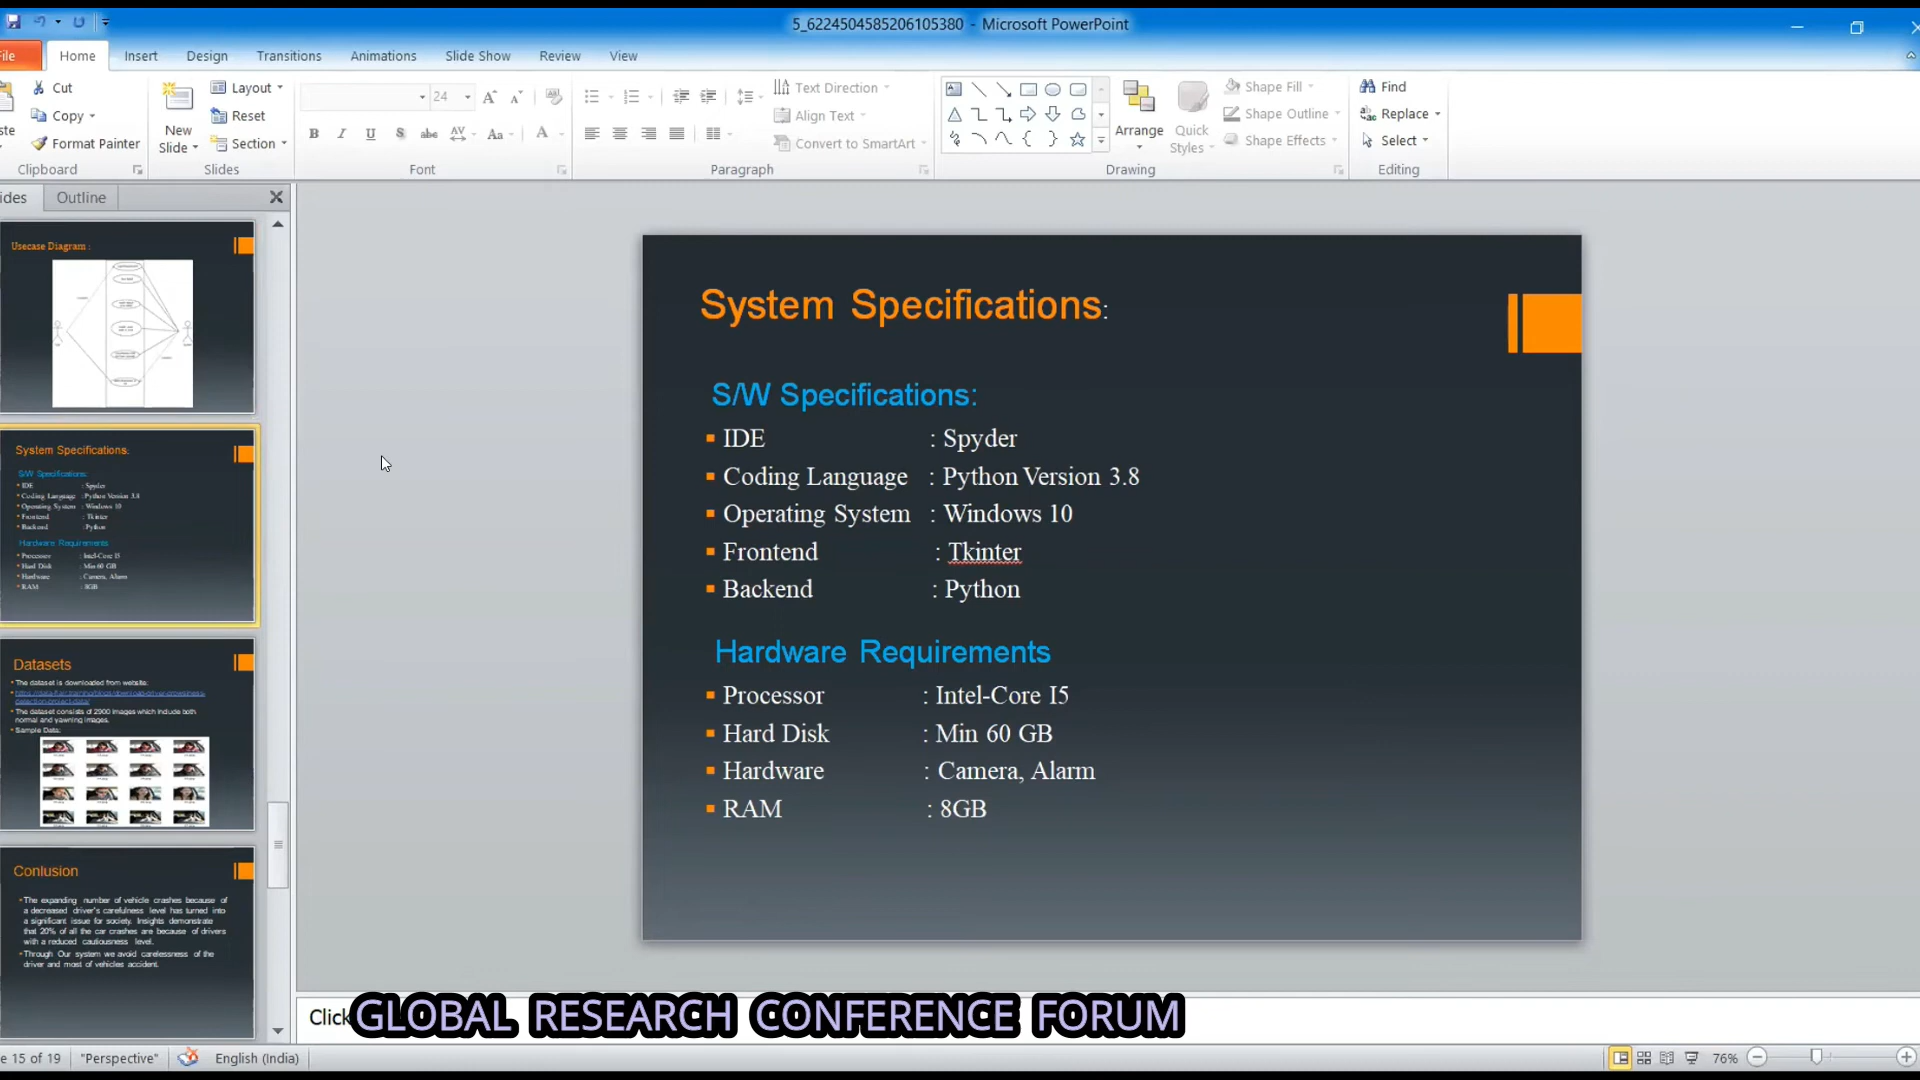 5_6224504585206105380 - Microsoft PowerPoint
File Home Insert Design Transitions Animations Slide Show Review View
Cut
Copy
Format Painter
Clipboard
New
Slide
Layout
Reset
Section
Slides
24
Font
Text Direction
Align Text
Convert to SmartArt
Paragraph
Arrange
Quick
Styles
Shape Fill
Shape Outline
Shape Effects
Drawing
Find
Replace
Select
Editing
ides Outline
Usecase Diagram :
System Specifications:
S/W Specifications:
IDE : Spyder
Coding Language : Python Version 3.8
Operating System : Windows 10
Frontend : Tkinter
Backend : Python
Hardware Requirements
Processor : Intel-Core I5
Hard Disk : Min 60 GB
Hardware : Camera, Alarm
RAM : 8GB
Datasets
The dataset is downloaded from website:
The dataset consists of 2900 images which include both
normal and yawning images.
Sample Data:
Conlusion
The expanding number of vehicle crashes because of
a decreased driver's carefulness level has turned into
a significant issue for society. Insights demonstrate
that 20% of all the car crashes are because of drivers
with a reduced cautiousness level.
Through Our system we avoid carelessness of the
driver and most of vehicles accident.
System Specifications:
S/W Specifications:
IDE : Spyder
Coding Language : Python Version 3.8
Operating System : Windows 10
Frontend : Tkinter
Backend : Python
Hardware Requirements
Processor : Intel-Core I5
Hard Disk : Min 60 GB
Hardware : Camera, Alarm
RAM : 8GB
Click
GLOBAL RESEARCH CONFERENCE FORUM
e 15 of 19 "Perspective" English (India) 76%